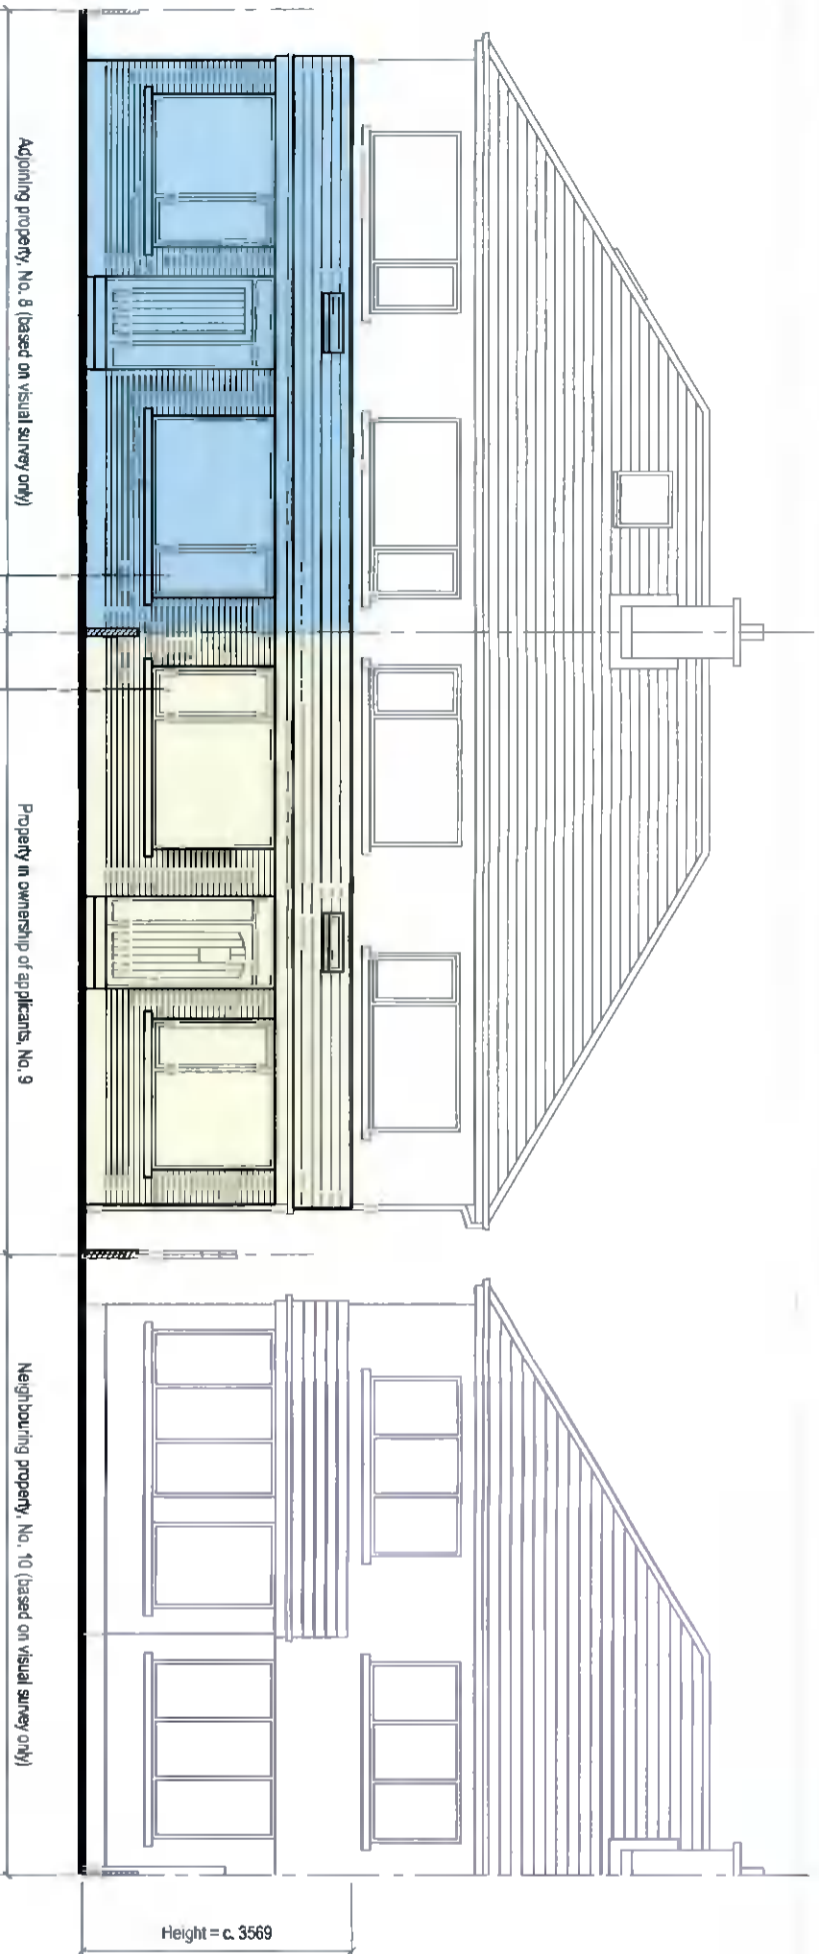 Adjoining property, No. 8 (based on visual survey only)
Property in ownership of applicants, No. 9
Neighbouring property, No. 10 (based on visual survey only)
Height = c. 3569